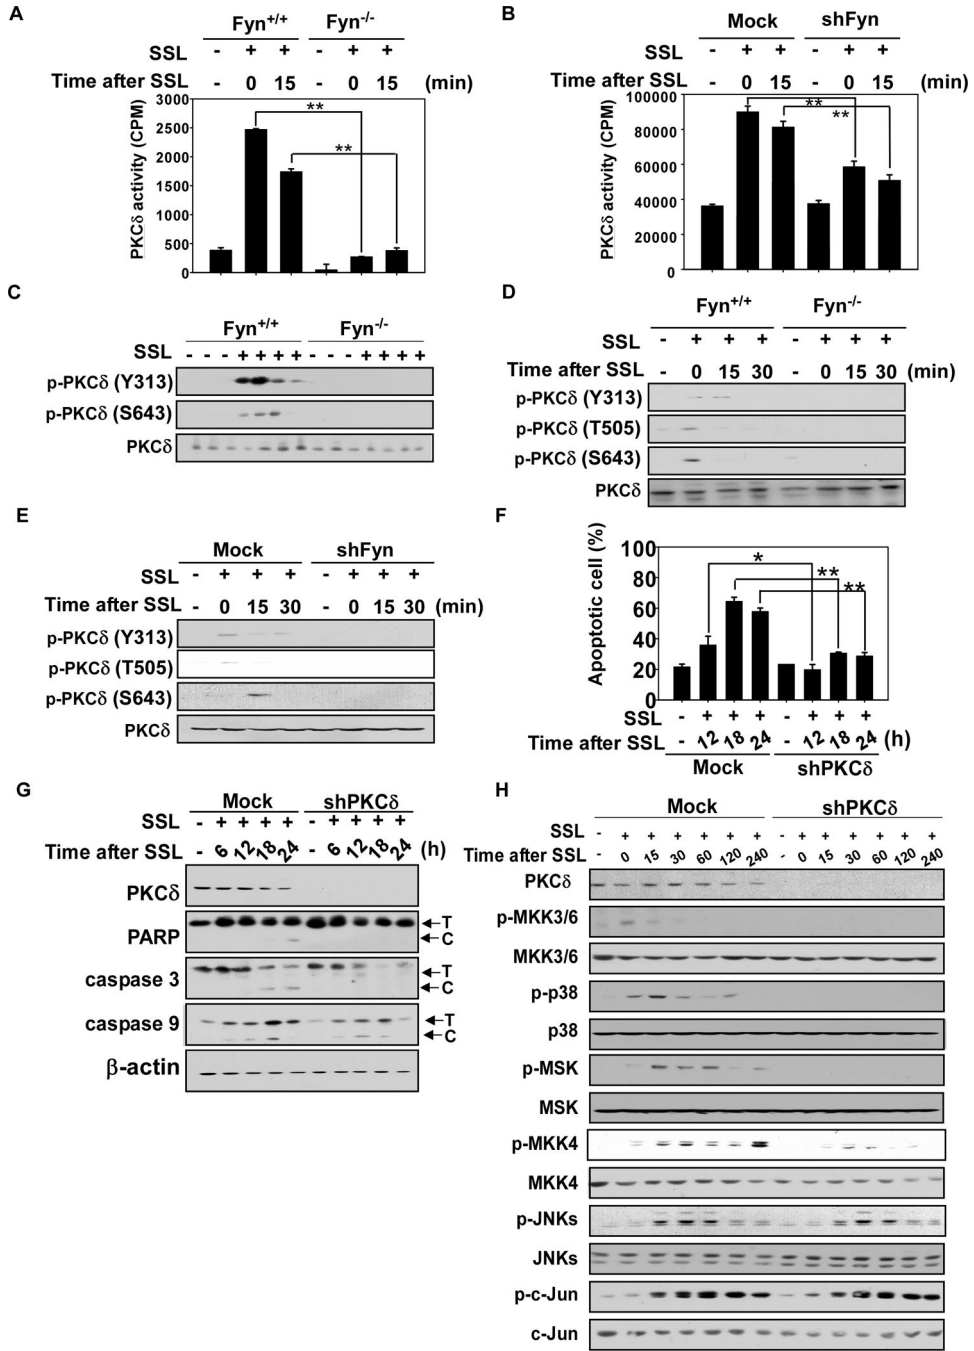 A
Fyn+/+ Fyn-/-
SSL - + + - + +
Time after SSL - 0 15 - 0 15 (min)
PKCδ activity (CPM)
3000
2500
2000
1500
1000
500
0
**
**
B
Mock shFyn
SSL - + + - + +
Time after SSL - 0 15 - 0 15 (min)
PKCδ activity (CPM)
100000
80000
60000
40000
20000
0
**
**
C
Fyn+/+ Fyn-/-
SSL - - - + + + + - - - + + + +
p-PKCδ (Y313)
p-PKCδ (S643)
PKCδ
D
Fyn+/+ Fyn-/-
SSL - + + + - + + +
Time after SSL - 0 15 30 - 0 15 30 (min)
p-PKCδ (Y313)
p-PKCδ (T505)
p-PKCδ (S643)
PKCδ
E
Mock shFyn
SSL - + + + - + + +
Time after SSL - 0 15 30 - 0 15 30 (min)
p-PKCδ (Y313)
p-PKCδ (T505)
p-PKCδ (S643)
PKCδ
F
Apoptotic cell (%)
100
80
60
40
20
0
*
**
**
SSL - + + + - + + +
Time after SSL - 12 18 24 - 12 18 24 (h)
Mock shPKCδ
G
Mock shPKCδ
SSL - + + + + - + + + +
Time after SSL - 6 12 18 24 - 6 12 18 24 (h)
PKCδ
PARP T
C
caspase 3 T
C
caspase 9 T
C
β-actin
H
Mock shPKCδ
SSL - + + + + + + - + + + + + +
Time after SSL - 0 15 30 60 120 240 - 0 15 30 60 120 240
PKCδ
p-MKK3/6
MKK3/6
p-p38
p38
p-MSK
MSK
p-MKK4
MKK4
p-JNKs
JNKs
p-c-Jun
c-Jun